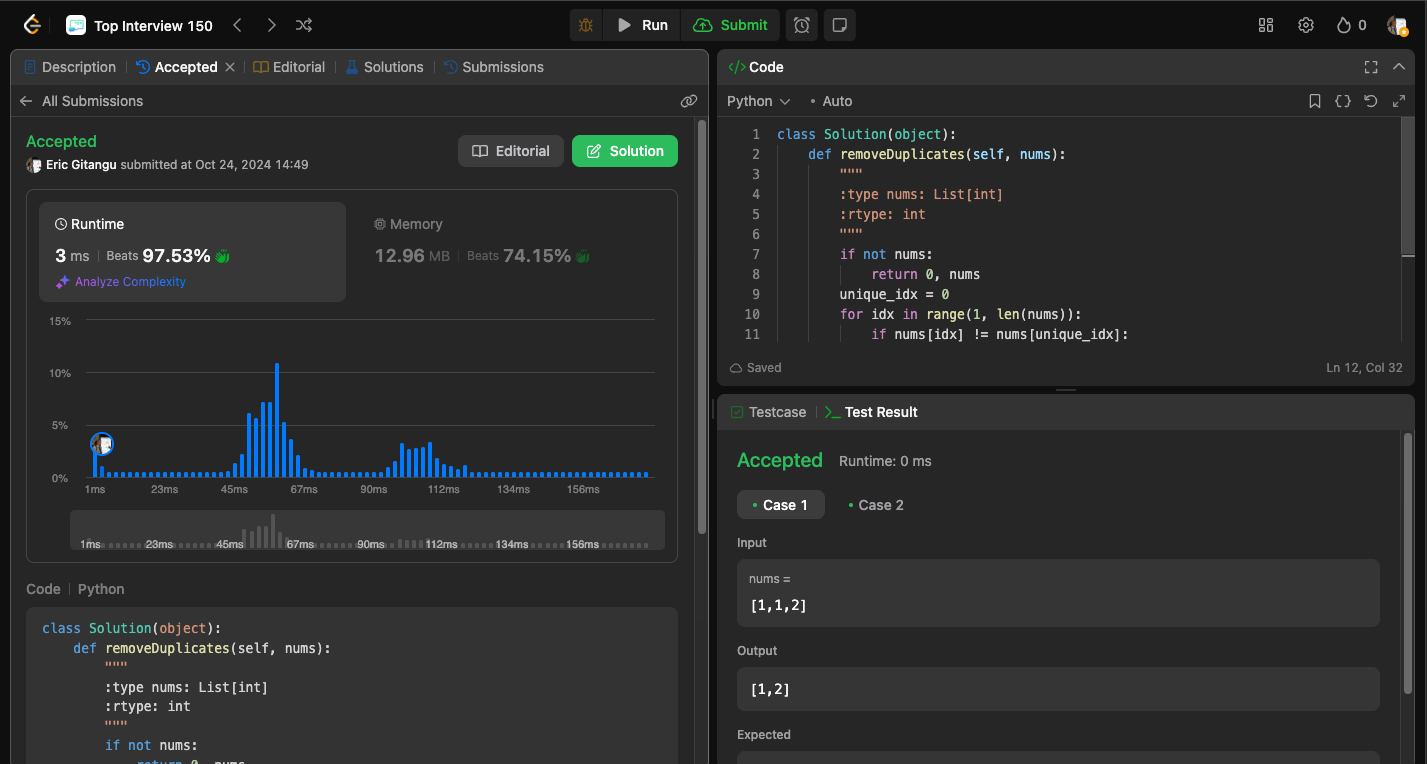 Top Interview 150
Run
Submit
0
Description
Accepted
Editorial
Solutions
Submissions
All Submissions
Accepted
Eric Gitangu submitted at Oct 24, 2024 14:49
Editorial
Solution
Runtime
3 ms | Beats 97.53%
Analyze Complexity
Memory
12.96 MB | Beats 74.15%
15%
10%
5%
0%
1ms 23ms 45ms 67ms 90ms 112ms 134ms 156ms
1ms 23ms 45ms 67ms 90ms 112ms 134ms 156ms
Code | Python
class Solution(object):
    def removeDuplicates(self, nums):
        """
        :type nums: List[int]
        :rtype: int
        """
        if not nums:
            return 0, nums
</> Code
Python • Auto
1 class Solution(object):
2     def removeDuplicates(self, nums):
3         """
4         :type nums: List[int]
5         :rtype: int
6         """
7         if not nums:
8             return 0, nums
9         unique_idx = 0
10         for idx in range(1, len(nums)):
11             if nums[idx] != nums[unique_idx]:
Saved
Ln 12, Col 32
Testcase
>_ Test Result
Accepted Runtime: 0 ms
• Case 1 • Case 2
Input
nums =
[1,1,2]
Output
[1,2]
Expected